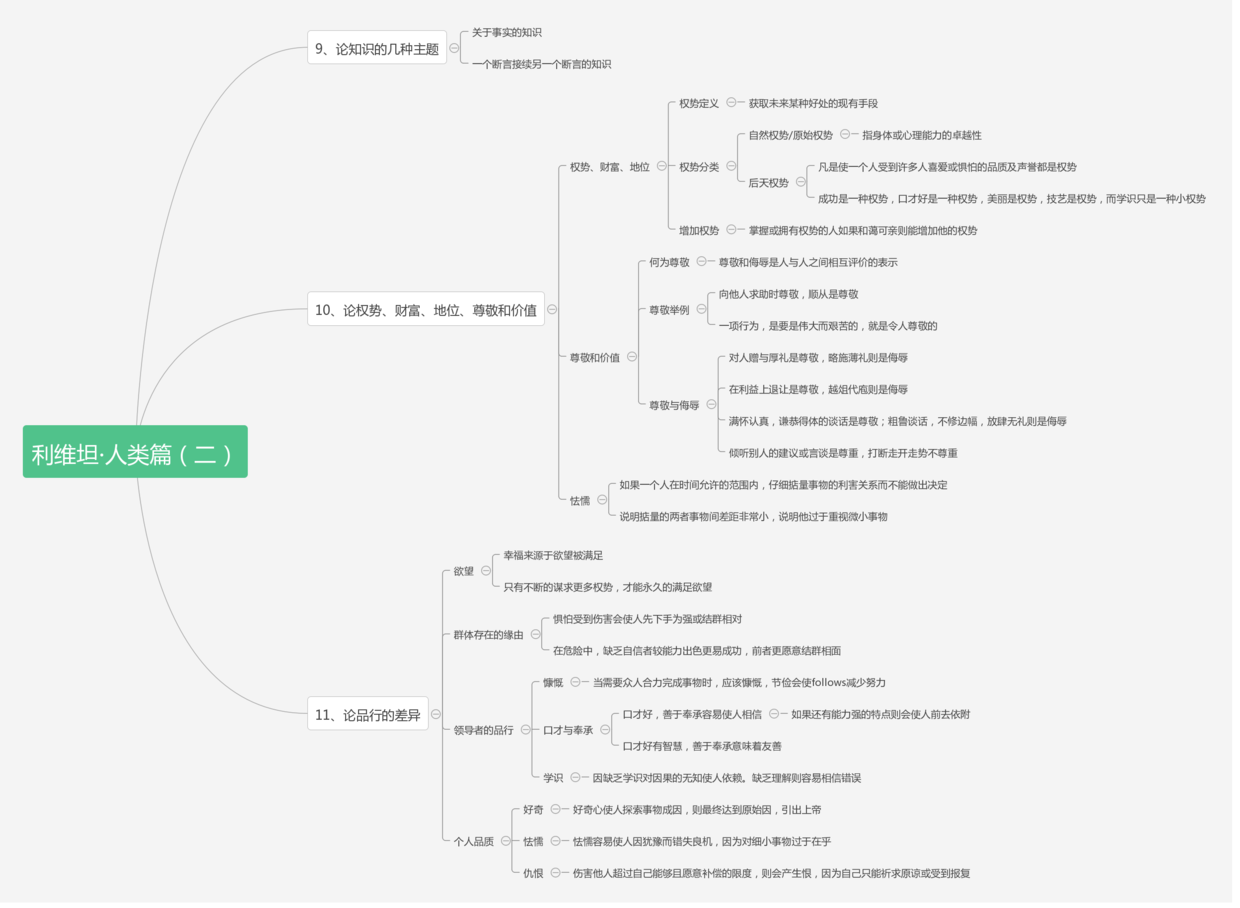 利维坦·人类篇（二）
9、论知识的几种主题
关于事实的知识
一个断言接续另一个断言的知识
10、论权势、财富、地位、尊敬和价值
权势、财富、地位
权势定义
获取未来某种好处的现有手段
权势分类
自然权势/原始权势
指身体或心理能力的卓越性
后天权势
凡是使一个人受到许多人喜爱或惧怕的品质及声誉都是权势
成功是一种权势，口才好是一种权势，美丽是权势，技艺是权势，而学识只是一种小权势
增加权势
掌握或拥有权势的人如果和蔼可亲则能增加他的权势
尊敬和价值
何为尊敬
尊敬和侮辱是人与人之间相互评价的表示
尊敬举例
向他人求助时尊敬，顺从是尊敬
一项行为，是要是伟大而艰苦的，就是令人尊敬的
尊敬与侮辱
对人赠与厚礼是尊敬，略施薄礼则是侮辱
在利益上退让是尊敬，越俎代庖则是侮辱
满怀认真，谦恭得体的谈话是尊敬；粗鲁谈话，不修边幅，放肆无礼则是侮辱
倾听别人的建议或言谈是尊重，打断走开走势不尊重
怯懦
如果一个人在时间允许的范围内，仔细掂量事物的利害关系而不能做出决定
说明掂量的两者事物间差距非常小，说明他过于重视微小事物
11、论品行的差异
欲望
幸福来源于欲望被满足
只有不断的谋求更多权势，才能永久的满足欲望
群体存在的缘由
惧怕受到伤害会使人先下手为强或结群相对
在危险中，缺乏自信者较能力出色更易成功，前者更愿意结群相面
领导者的品行
慷慨
当需要众人合力完成事物时，应该慷慨，节俭会使follows减少努力
口才与奉承
口才好，善于奉承容易使人相信
如果还有能力强的特点则会使人前去依附
口才好有智慧，善于奉承意味着友善
学识
因缺乏学识对因果的无知使人依赖。缺乏理解则容易相信错误
个人品质
好奇
好奇心使人探索事物成因，则最终达到原始因，引出上帝
怯懦
怯懦容易使人因犹豫而错失良机，因为对细小事物过于在乎
仇恨
伤害他人超过自己能够且愿意补偿的限度，则会产生恨，因为自己只能祈求原谅或受到报复